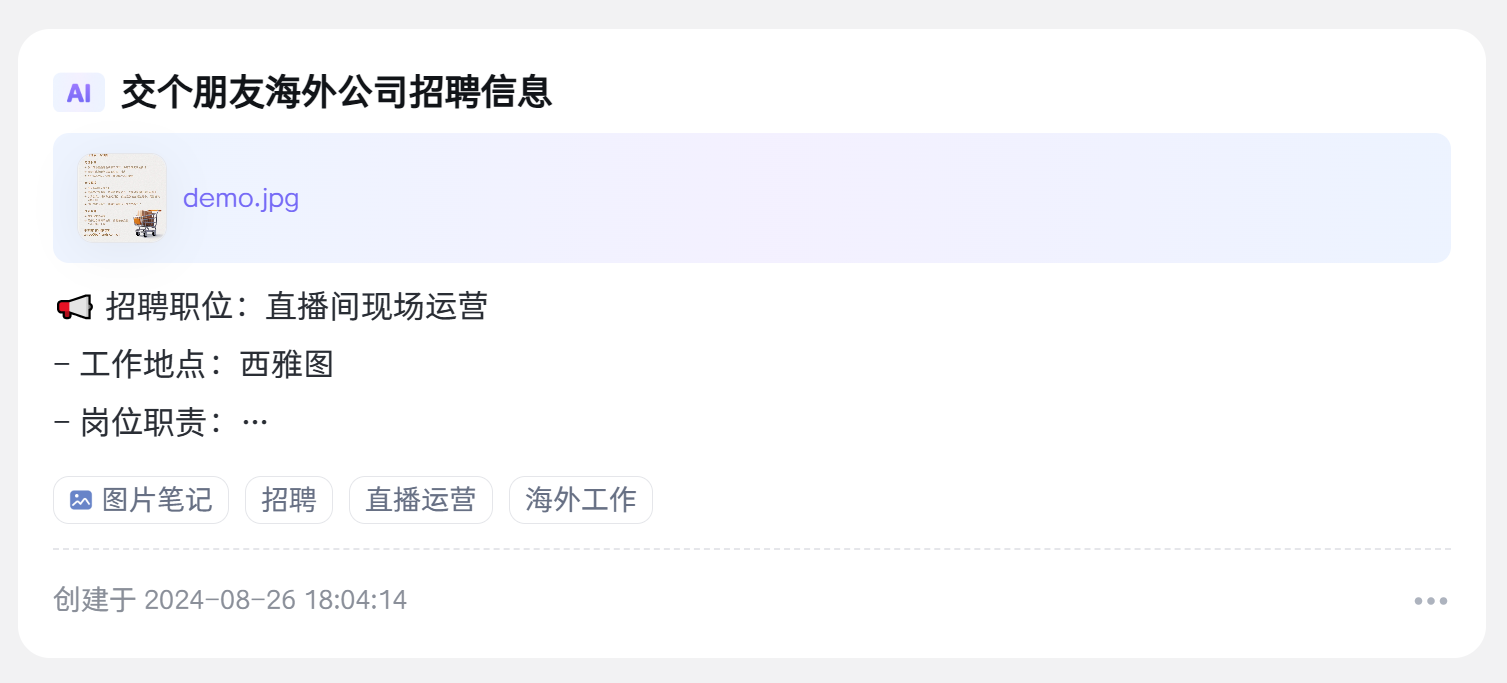 AI 交个朋友海外公司招聘信息
demo.jpg
招聘职位：直播间现场运营
- 工作地点：西雅图
- 岗位职责：…
图片笔记 招聘 直播运营 海外工作
创建于 2024-08-26 18:04:14